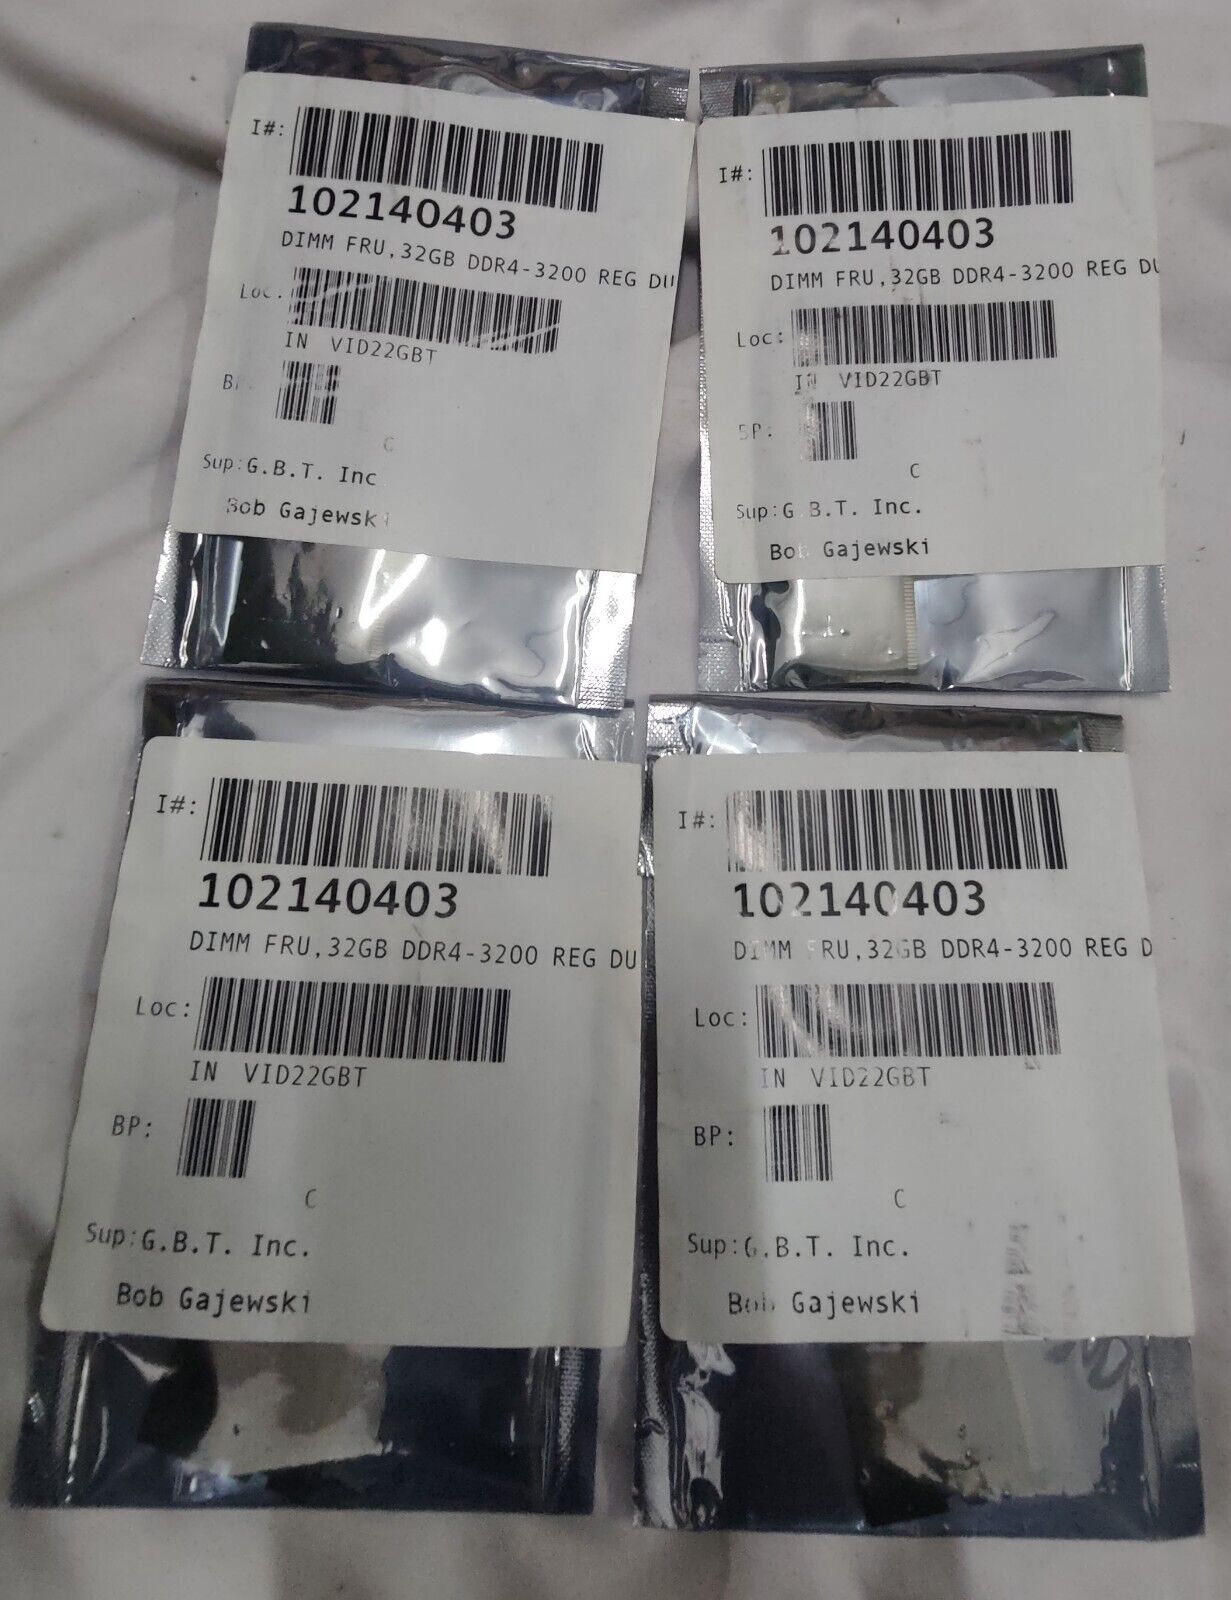 I#:
102140403
DIMM FRU,32GB DDR4-3200 REG DU
Loc:
IN VID22GBT
BP:
C
Sup:G.B.T. Inc
Bob Gajewski
I#:
102140403
DIMM FRU,32GB DDR4-3200 REG DU
Loc:
IN VID22GBT
BP:
C
Sup:G.B.T. Inc.
Bob Gajewski
I#:
102140403
DIMM FRU,32GB DDR4-3200 REG DU
Loc:
IN VID22GBT
BP:
C
Sup:G.B.T. Inc.
Bob Gajewski
I#:
102140403
DIMM FRU,32GB DDR4-3200 REG D
Loc:
IN VID22GBT
BP:
C
Sup:G.B.T. Inc.
Bob Gajewski